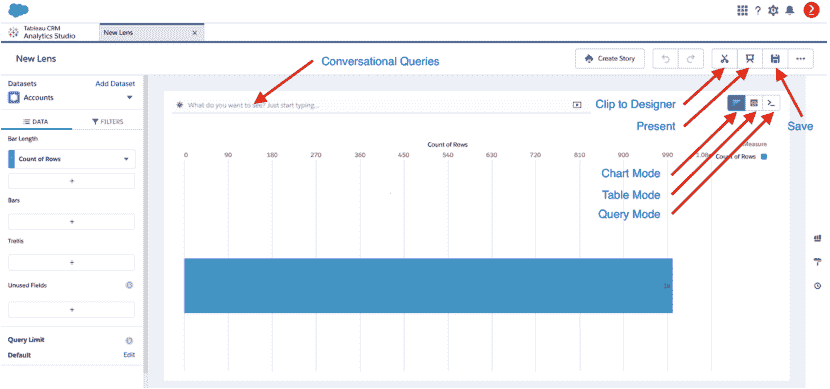 Tableau CRM
Analytics Studio
New Lens
×
?
2
New Lens
Create Story
Conversational Queries
Datasets
Add Dataset
Accounts
What do you want to see? Just start typing...
Clip to Designer
Present
Save
DATA
FILTERS
Bar Length
Count of Rows
Measure
0 90 180 270 360 450 540 630 720 810 900 990
Count of Rows
Count of Rows
Chart Mode
Table Mode
Query Mode
+
Bars
+
Trellis
+
Unused Fields
+
1k
Query Limit
Default
Edit